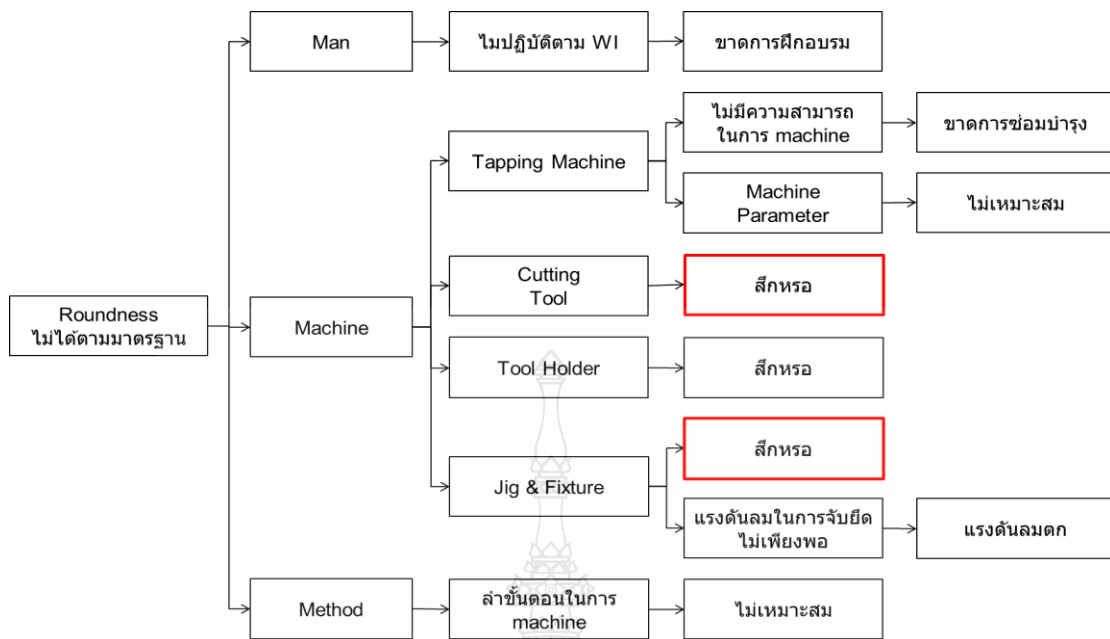 Man
ไมปฏิบัติตาม WI
ขาดการฝึกอบรม
ไม่มีความสามารถ
ในการ machine
ขาดการซ่อมบำรุง
Tapping Machine
Machine
Parameter
ไม่เหมาะสม
Cutting
Tool
สึกหรอ
Roundness
ไม่ได้ตามมาตรฐาน
Machine
Tool Holder
สึกหรอ
สึกหรอ
Jig & Fixture
แรงดันลมในการจับยึด
ไม่เพียงพอ
แรงดันลมตก
Method
ลำขั้นตอนในการ
machine
ไม่เหมาะสม